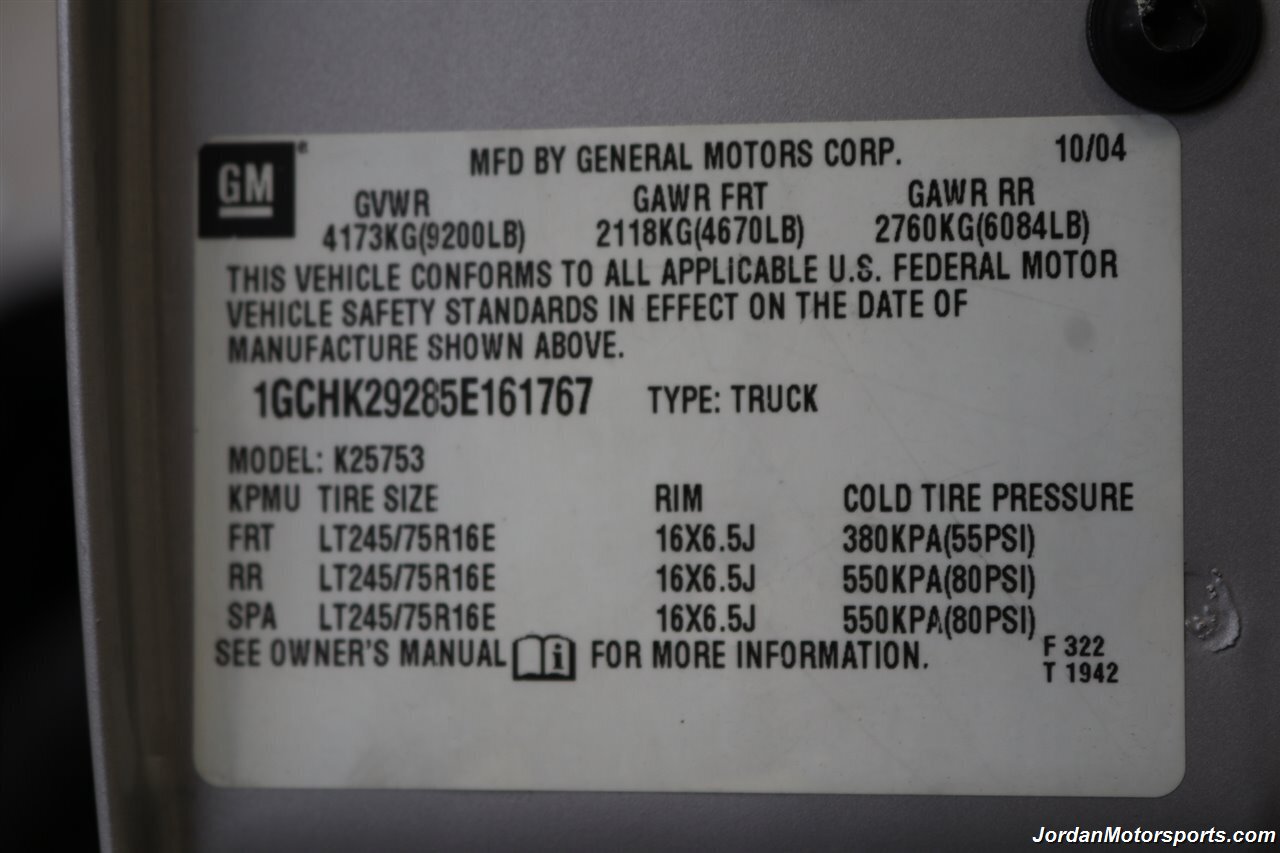 GM®
MFD BY GENERAL MOTORS CORP. 10/04
GVWR GAWR FRT GAWR RR
4173KG(9200LB) 2118KG(4670LB) 2760KG(6084LB)
THIS VEHICLE CONFORMS TO ALL APPLICABLE U.S. FEDERAL MOTOR
VEHICLE SAFETY STANDARDS IN EFFECT ON THE DATE OF
MANUFACTURE SHOWN ABOVE.
1GCHK29285E161767 TYPE: TRUCK
MODEL: K25753
KPMU TIRE SIZE RIM COLD TIRE PRESSURE
FRT LT245/75R16E 16X6.5J 380KPA(55PSI)
RR LT245/75R16E 16X6.5J 550KPA(80PSI)
SPA LT245/75R16E 16X6.5J 550KPA(80PSI)
SEE OWNER'S MANUAL i FOR MORE INFORMATION.
F 322
T 1942
JordanMotorsports.com